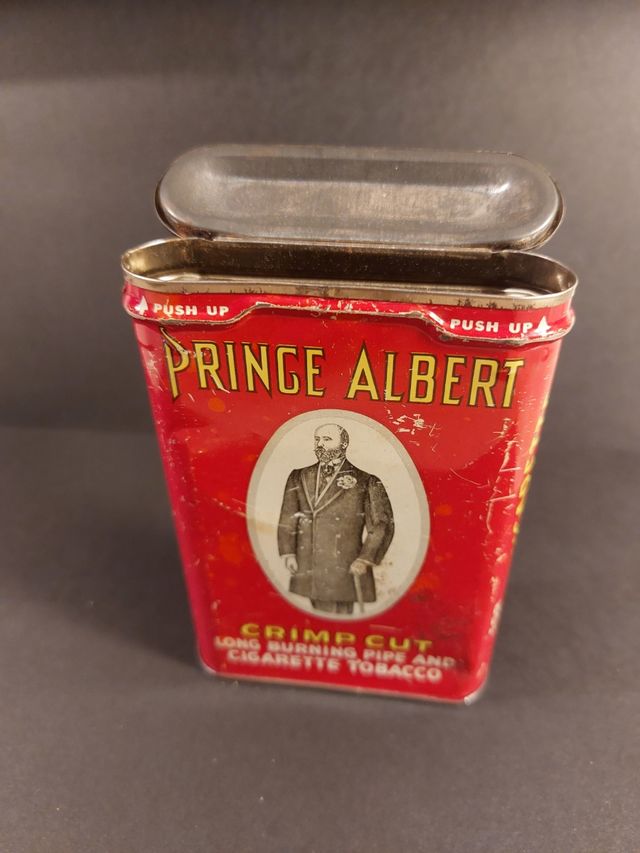 PUSH UP PUSH UP
PRINCE ALBERT
CRIMP CUT
LONG BURNING PIPE AND
CIGARETTE TOBACCO